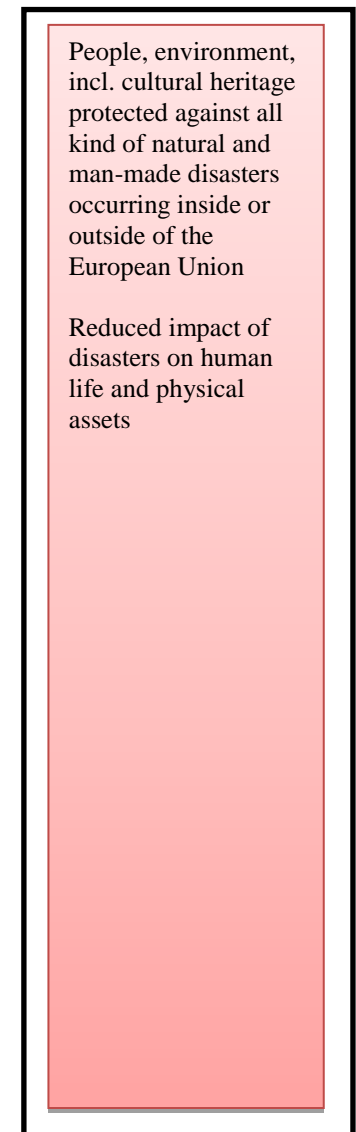 People, environment,
incl. cultural heritage
protected against all
kind of natural and
man-made disasters
occurring inside or
outside of the
European Union
Reduced impact of
disasters on human
life and physical
assets